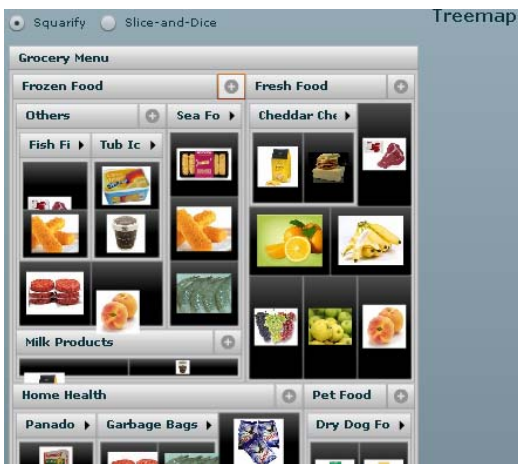 Squarify Slice-and-Dice
Treemap
Grocery Menu
Frozen Food
Fresh Food
Others
Sea Fo
Cheddar Che
Fish Fi
Tub Ic
Milk Products
Home Health
Pet Food
Panado
Garbage Bags
Dry Dog Fo